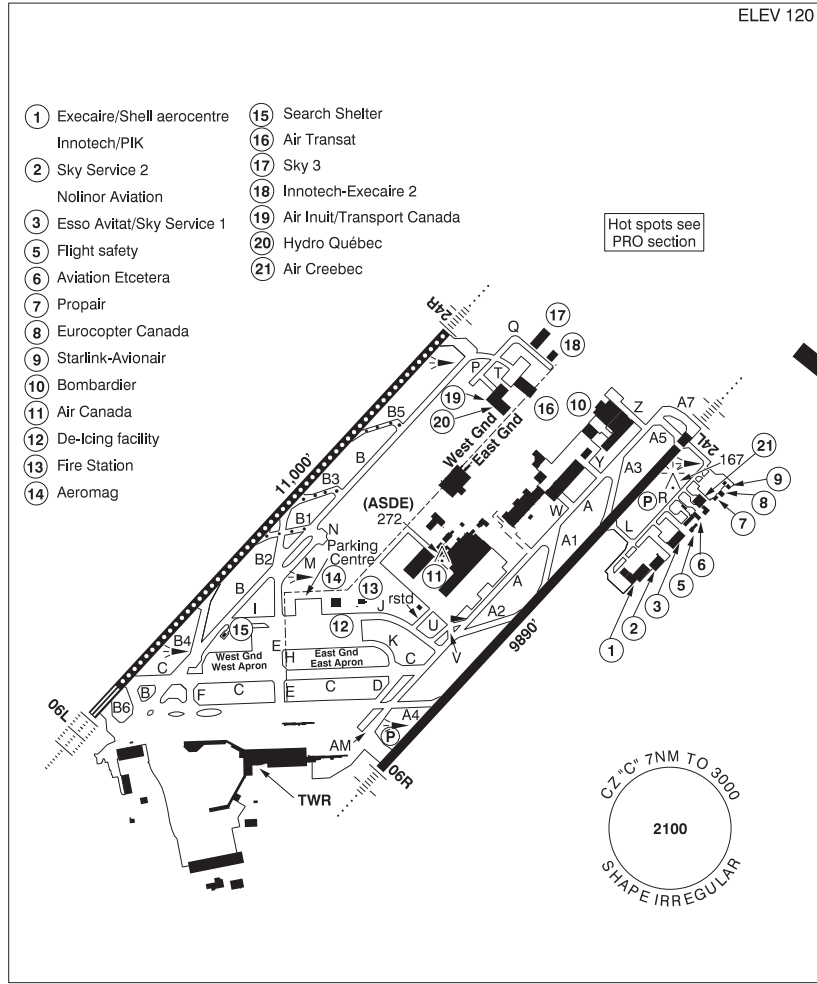 ELEV 120
1 Execaire/Shell aerocentre
Innotech/PIK
2 Sky Service 2
Nolinor Aviation
3 Esso Avitat/Sky Service 1
5 Flight safety
6 Aviation Etcetera
7 Propair
8 Eurocopter Canada
9 Starlink-Avionair
10 Bombardier
11 Air Canada
12 De-Icing facility
13 Fire Station
14 Aeromag
15 Search Shelter
16 Air Transat
17 Sky 3
18 Innotech-Execaire 2
19 Air Inuit/Transport Canada
20 Hydro Québec
21 Air Creebec
Hot spots see
PRO section
24R
Q
17
18
P
T
19
20
16
10
Z
A7
B5
West Gnd
East Gnd
A5
24L
21
B
Y
A3
167
9
11,000'
B3
(ASDE)
272
P
R
8
7
B1
N
W
A
L
6
B2
Parking
Centre
A1
5
M
14
13
11
3
B
I
rstd
A
2
J
A2
1
15
12
U
9890'
B4
E
K
V
C
West Gnd
West Apron
H
East Gnd
East Apron
C
B6
B
F
C
E
C
D
06L
A4
P
AM
06R
TWR
CZ "C" 7NM TO 3000
2100
SHAPE IRREGULAR